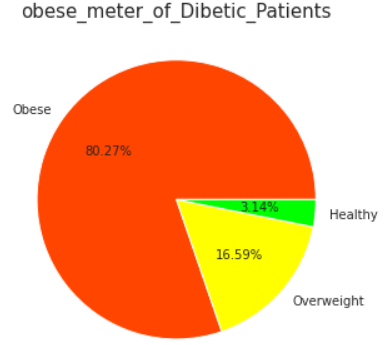 obese_meter_of_Dibetic_Patients
Obese
80.27%
3.14%
Healthy
16.59%
Overweight